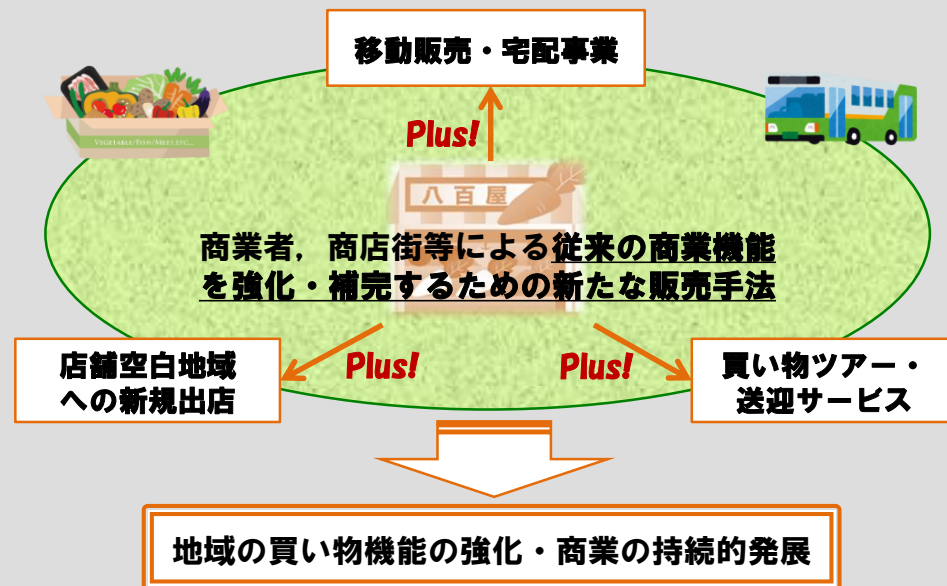 移動販売・宅配事業
VEGETABLE/FISH/MEET,ETC...
Plus!
八百屋
商業者，商店街等による従来の商業機能
を強化・補完するための新たな販売手法
店舗空白地域
への新規出店
Plus!
Plus!
買い物ツアー・
送迎サービス
地域の買い物機能の強化・商業の持続的発展